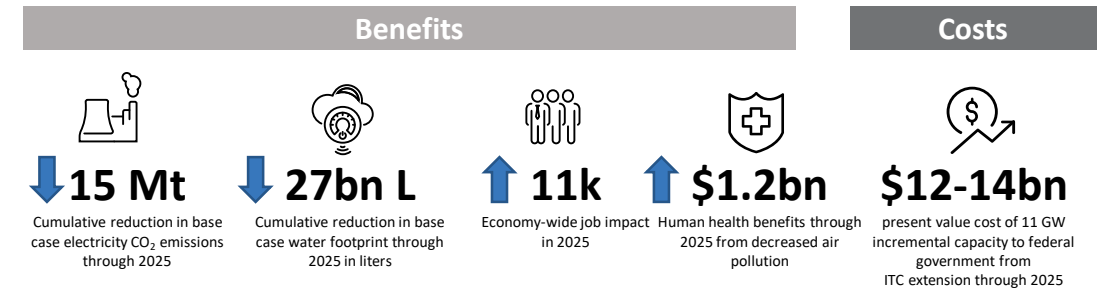 Benefits
Costs
15 Mt
Cumulative reduction in base
case electricity CO₂ emissions
through 2025
27bn L
Cumulative reduction in base
case water footprint through
2025 in liters
11k
Economy-wide job impact
in 2025
$1.2bn
Human health benefits through
2025 from decreased air
pollution
$12-14bn
present value cost of 11 GW
incremental capacity to federal
government from
ITC extension through 2025